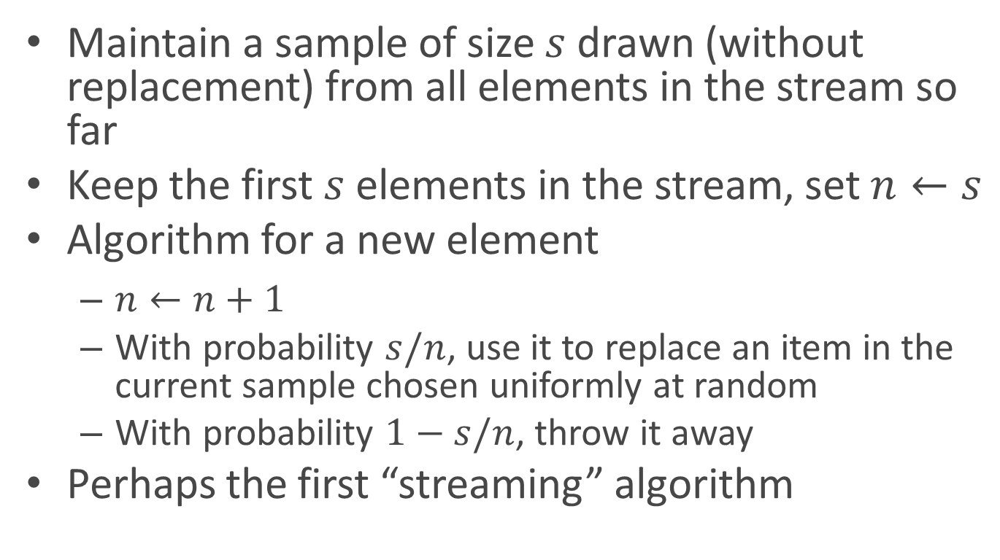 • Maintain a sample of size s drawn (without
replacement) from all elements in the stream so
far
• Keep the first s elements in the stream, set n ← s
• Algorithm for a new element
– n ← n + 1
– With probability s/n, use it to replace an item in the
current sample chosen uniformly at random
– With probability 1 − s/n, throw it away
• Perhaps the first “streaming” algorithm